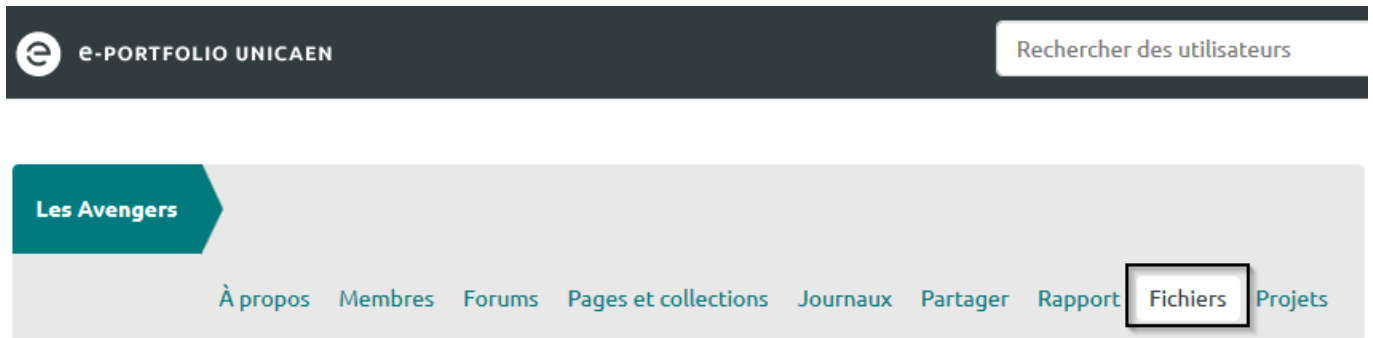 e e-PORTFOLIO UNICAEN Rechercher des utilisateurs
Les Avengers
À propos Membres Forums Pages et collections Journaux Partager Rapport Fichiers Projets